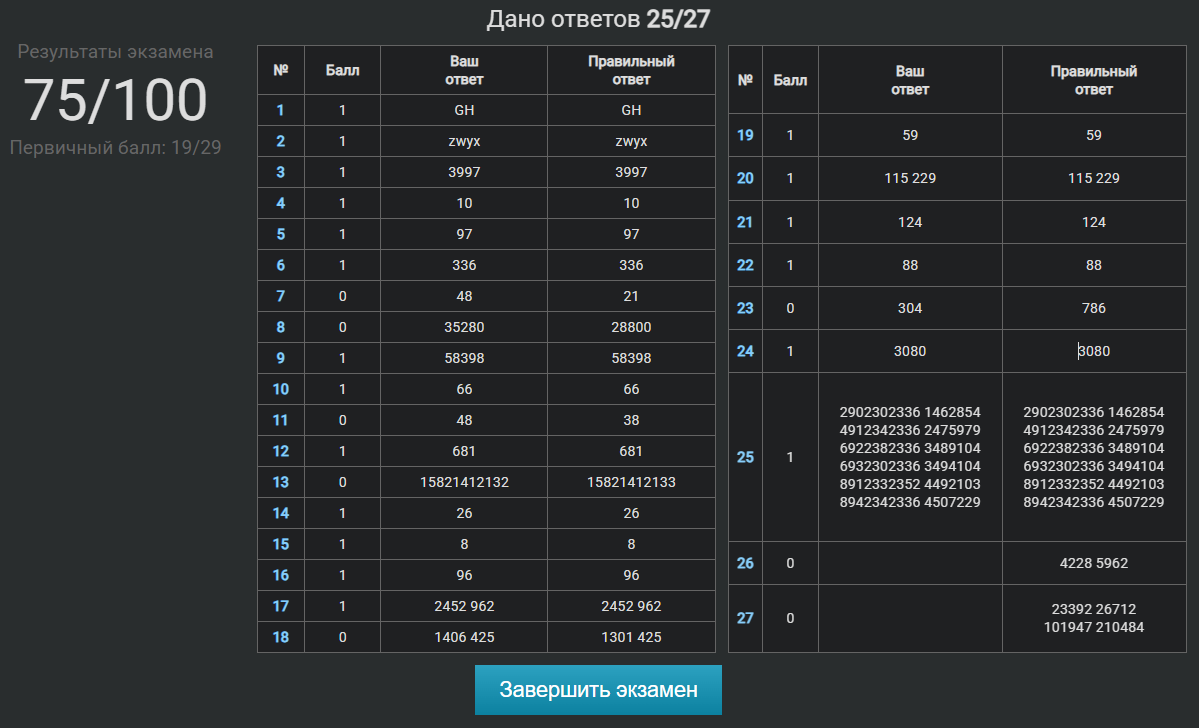 Дано ответов 25/27
Результаты экзамена
75/100
Первичный балл: 19/29
№ Балл Ваш ответ Правильный ответ
1 1 GH GH
2 1 zwyx zwyx
3 1 3997 3997
4 1 10 10
5 1 97 97
6 1 336 336
7 0 48 21
8 0 35280 28800
9 1 58398 58398
10 1 66 66
11 0 48 38
12 1 681 681
13 0 15821412132 15821412133
14 1 26 26
15 1 8 8
16 1 96 96
17 1 2452 962 2452 962
18 0 1406 425 1301 425
№ Балл Ваш ответ Правильный ответ
19 1 59 59
20 1 115 229 115 229
21 1 124 124
22 1 88 88
23 0 304 786
24 1 3080 3080
2902302336 1462854 2902302336 1462854
4912342336 2475979 4912342336 2475979
6922382336 3489104 6922382336 3489104
25 1 6932302336 3494104 6932302336 3494104
8912332352 4492103 8912332352 4492103
8942342336 4507229 8942342336 4507229
26 0 4228 5962
27 0 23392 26712
101947 210484
Завершить экзамен